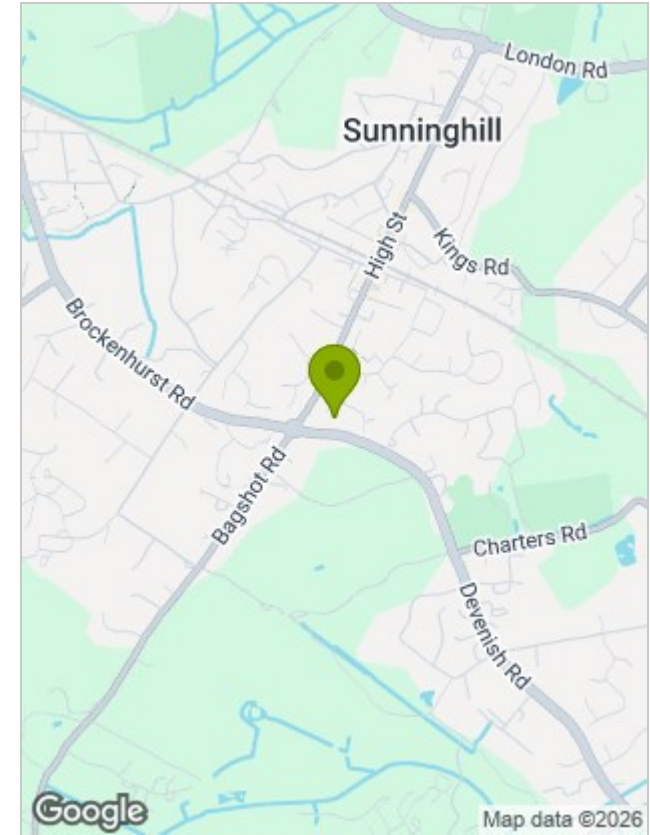 London Rd
Sunninghill
High St
Kings Rd
Brockenhurst Rd
Bagshot Rd
Charters Rd
Devenish Rd
Google
Map data ©2026